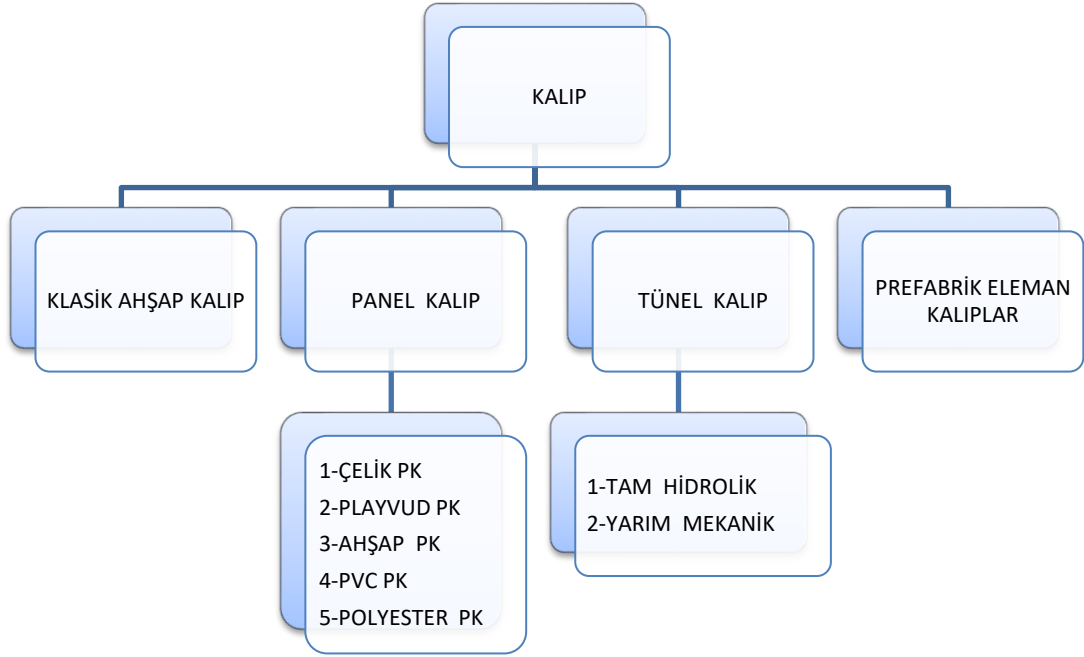 KALIP
KLASİK AHŞAP KALIP
PANEL KALIP
TÜNEL KALIP
PREFABRİK ELEMAN
KALIPLAR
1-ÇELİK PK
2-PLAYVUD PK
3-AHŞAP PK
4-PVC PK
5-POLYESTER PK
1-TAM HİDROLİK
2-YARIM MEKANİK